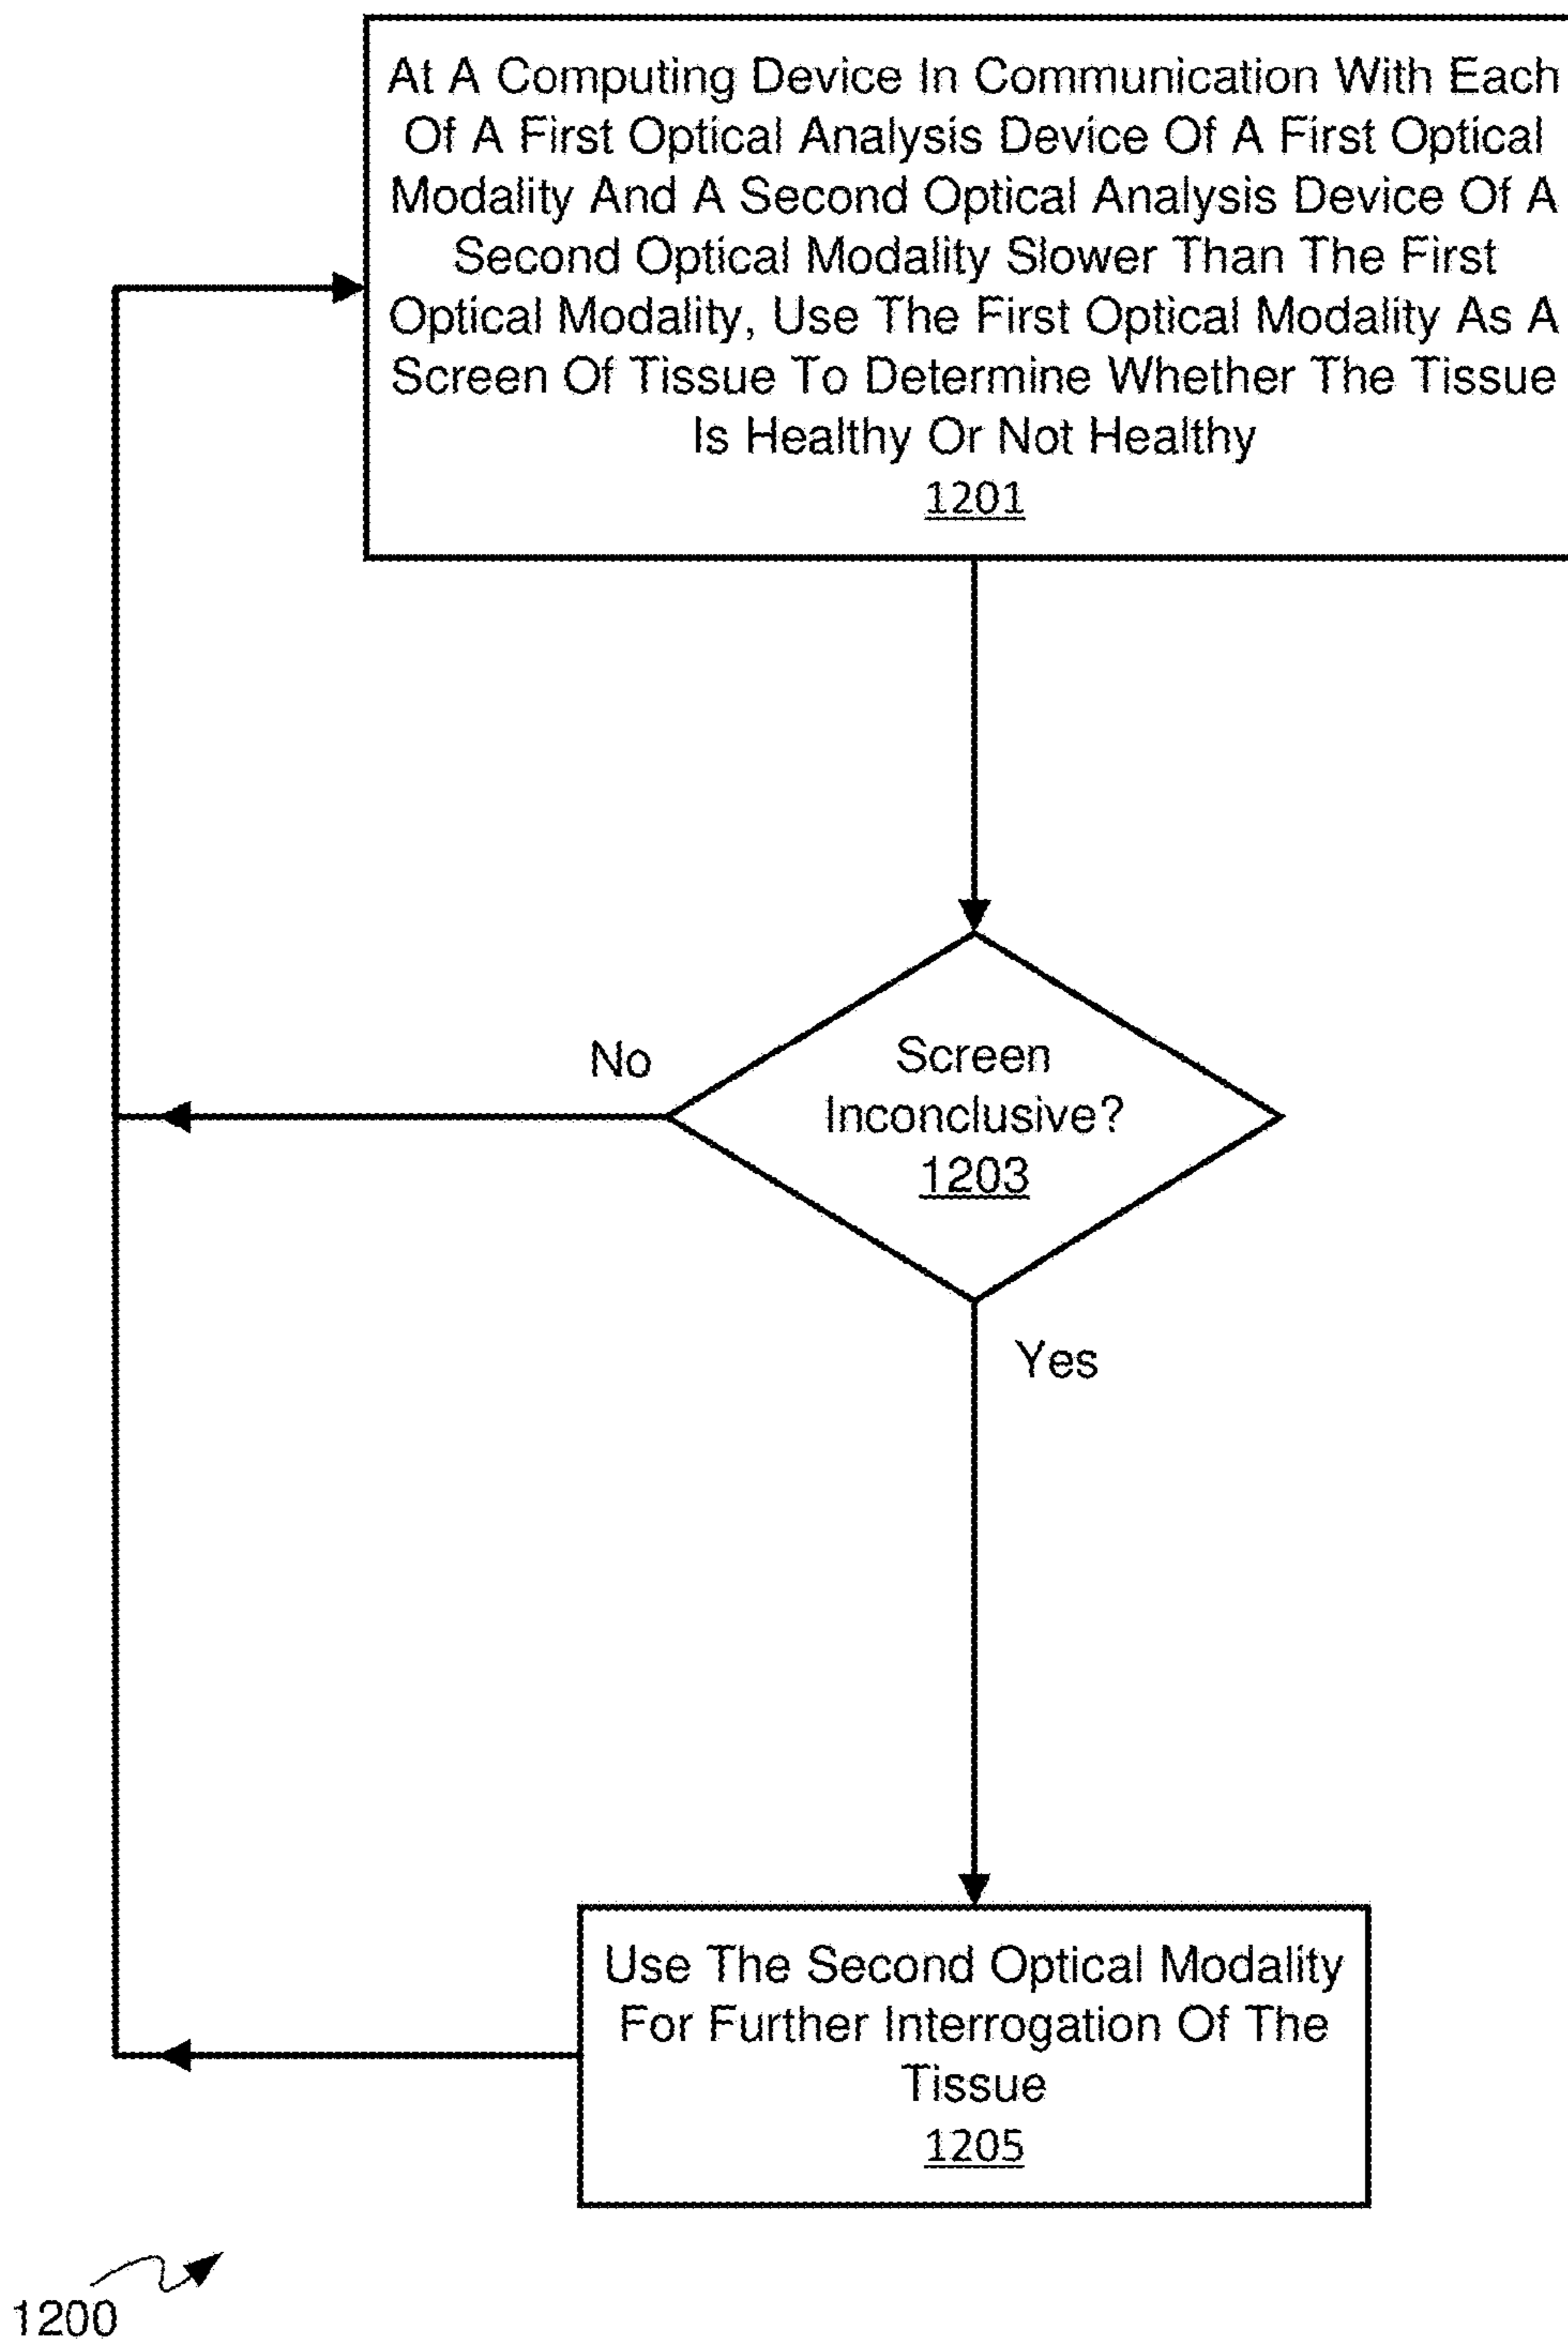 At A Computing Device In Communication With Each
Of A First Optical Analysis Device Of A First Optical
Modality And A Second Optical Analysis Device Of A
Second Optical Modality Slower Than The First
Optical Modality, Use The First Optical Modality As A
Screen Of Tissue To Determine Whether The Tissue
Is Healthy Or Not Healthy
1201
No
Screen
Inconclusive?
1203
Yes
Use The Second Optical Modality
For Further Interrogation Of The
Tissue
1205
1200